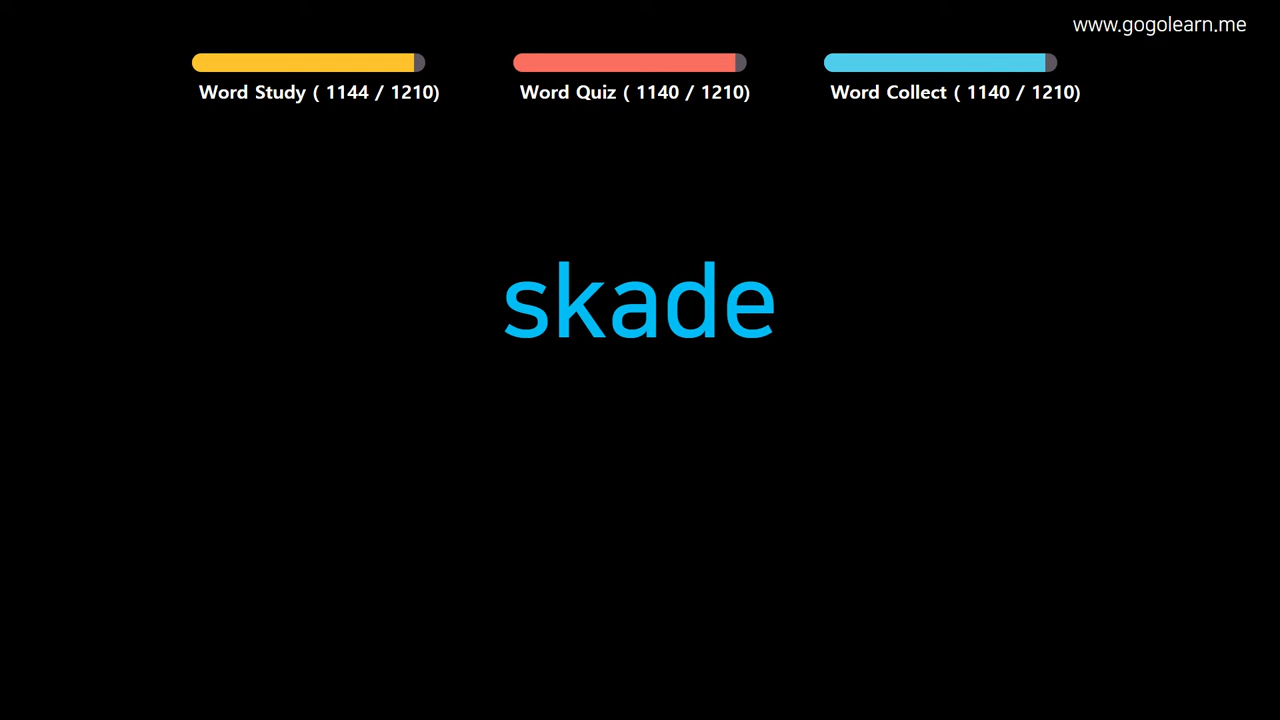 www.gogolearn.me
Word Study ( 1144 / 1210)
Word Quiz ( 1140 / 1210)
Word Collect ( 1140 / 1210)
skade